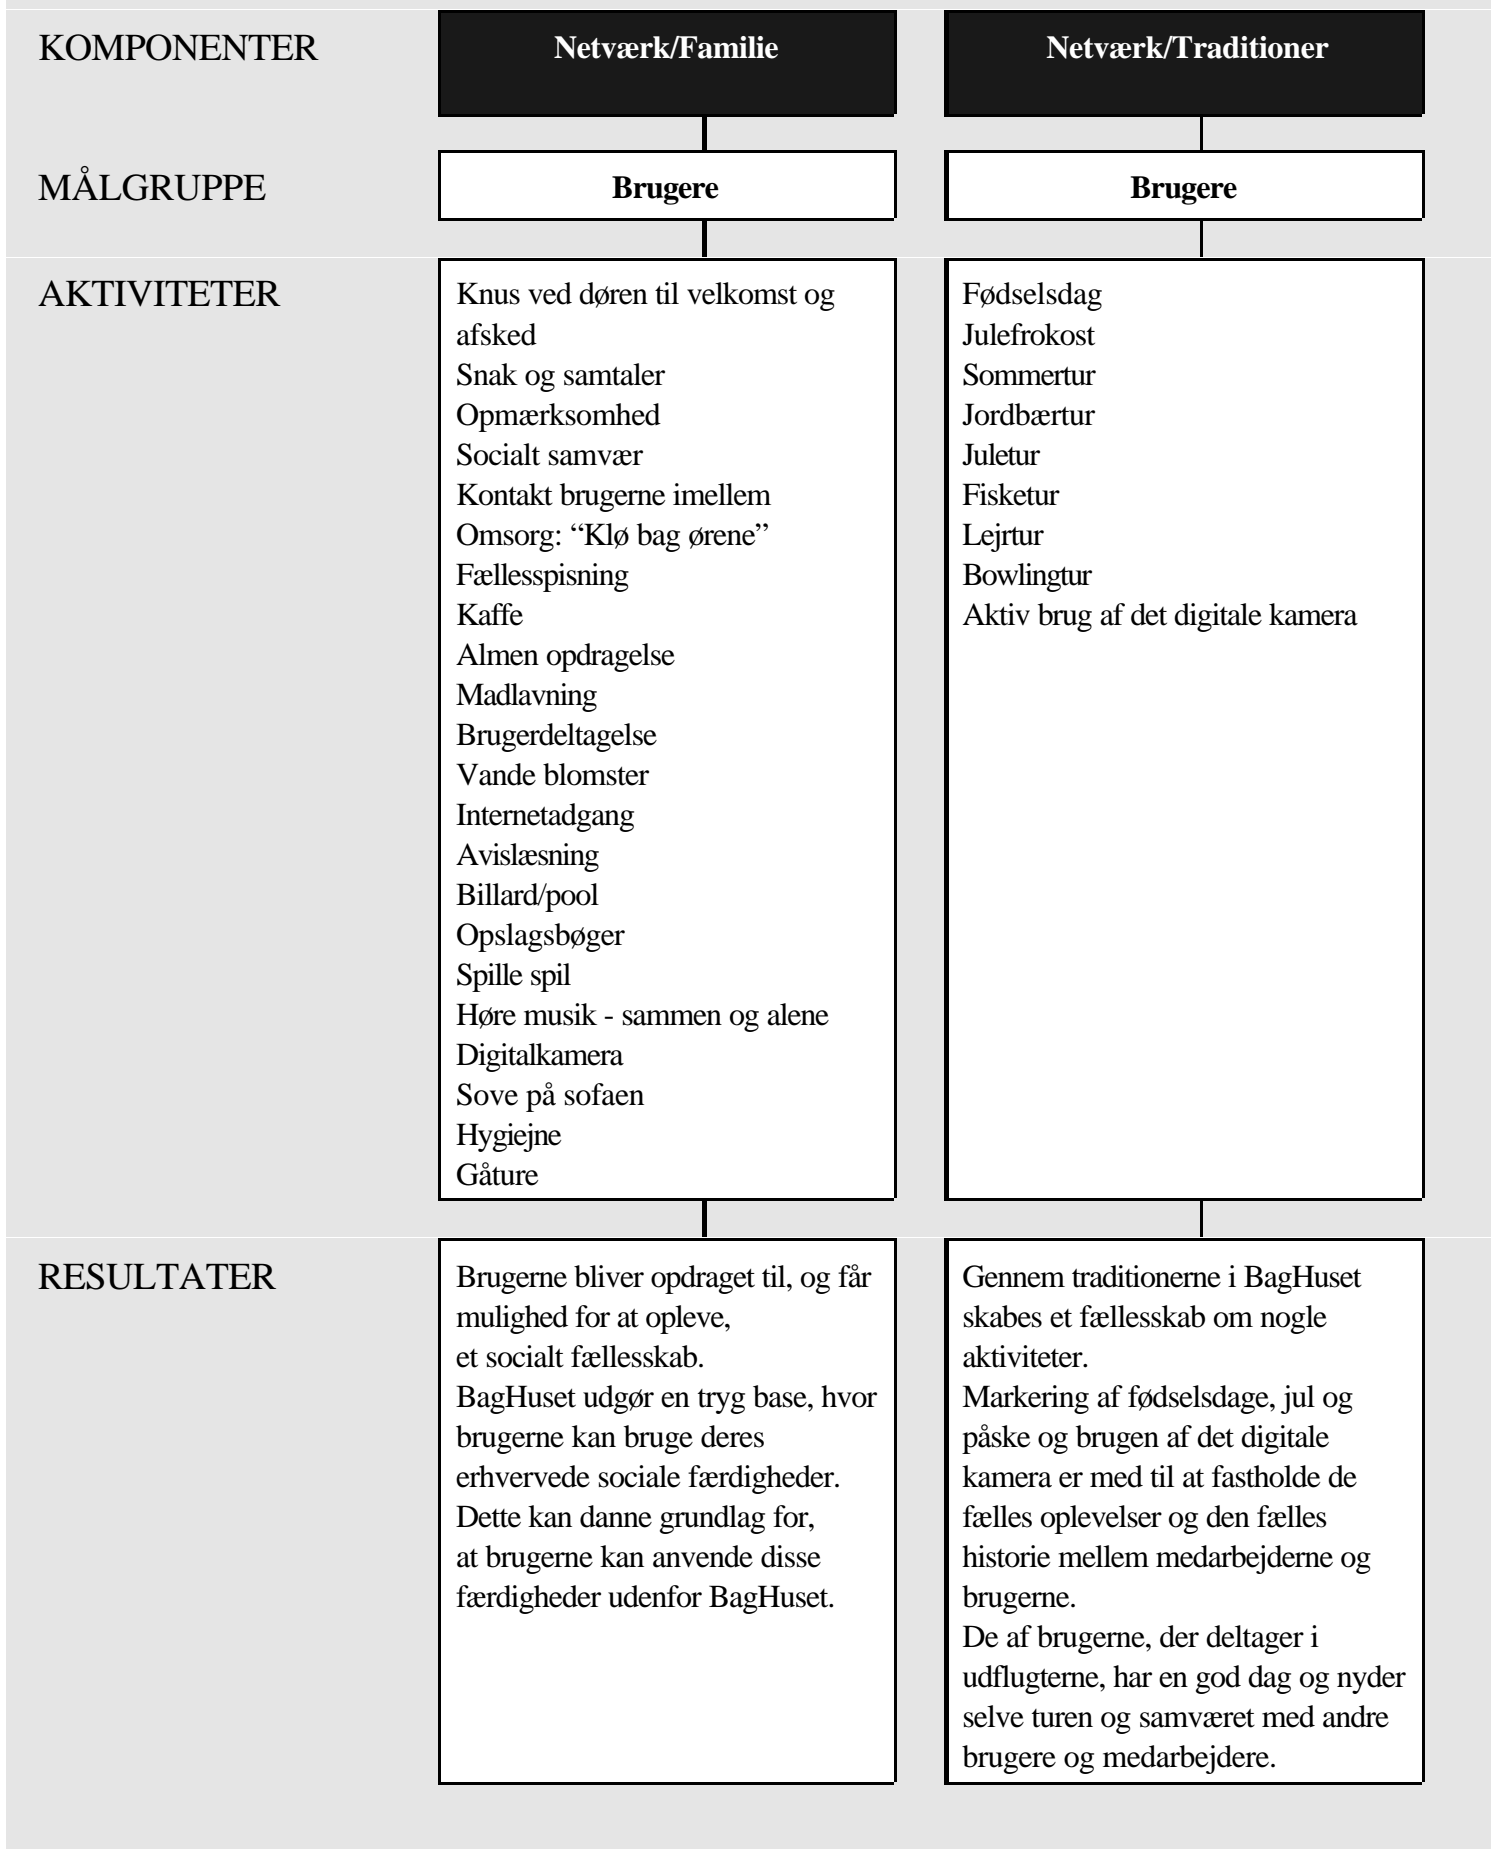 KOMPONENTER
Netværk/Familie
Netværk/Traditioner
MÅLGRUPPE
Brugere
Brugere
AKTIVITETER
Knus ved døren til velkomst og
afsked
Snak og samtaler
Opmærksomhed
Socialt samvær
Kontakt brugerne imellem
Omsorg: “Klø bag ørene”
Fællesspisning
Kaffe
Almen opdragelse
Madlavning
Brugerdeltagelse
Vande blomster
Internetadgang
Avislæsning
Billard/pool
Opslagsbøger
Spille spil
Høre musik - sammen og alene
Digitalkamera
Sove på sofaen
Hygiejne
Gåture
Fødselsdag
Julefrokost
Sommertur
Jordbærtur
Juletur
Fisketur
Lejrtur
Bowlingtur
Aktiv brug af det digitale kamera
RESULTATER
Brugerne bliver opdraget til, og får
mulighed for at opleve,
et socialt fællesskab.
BagHuset udgør en tryg base, hvor
brugerne kan bruge deres
erhvervede sociale færdigheder.
Dette kan danne grundlag for,
at brugerne kan anvende disse
færdigheder udenfor BagHuset.
Gennem traditionerne i BagHuset
skabes et fællesskab om nogle
aktiviteter.
Markering af fødselsdage, jul og
påske og brugen af det digitale
kamera er med til at fastholde de
fælles oplevelser og den fælles
historie mellem medarbejderne og
brugerne.
De af brugerne, der deltager i
udflugterne, har en god dag og nyder
selve turen og samværet med andre
brugere og medarbejdere.